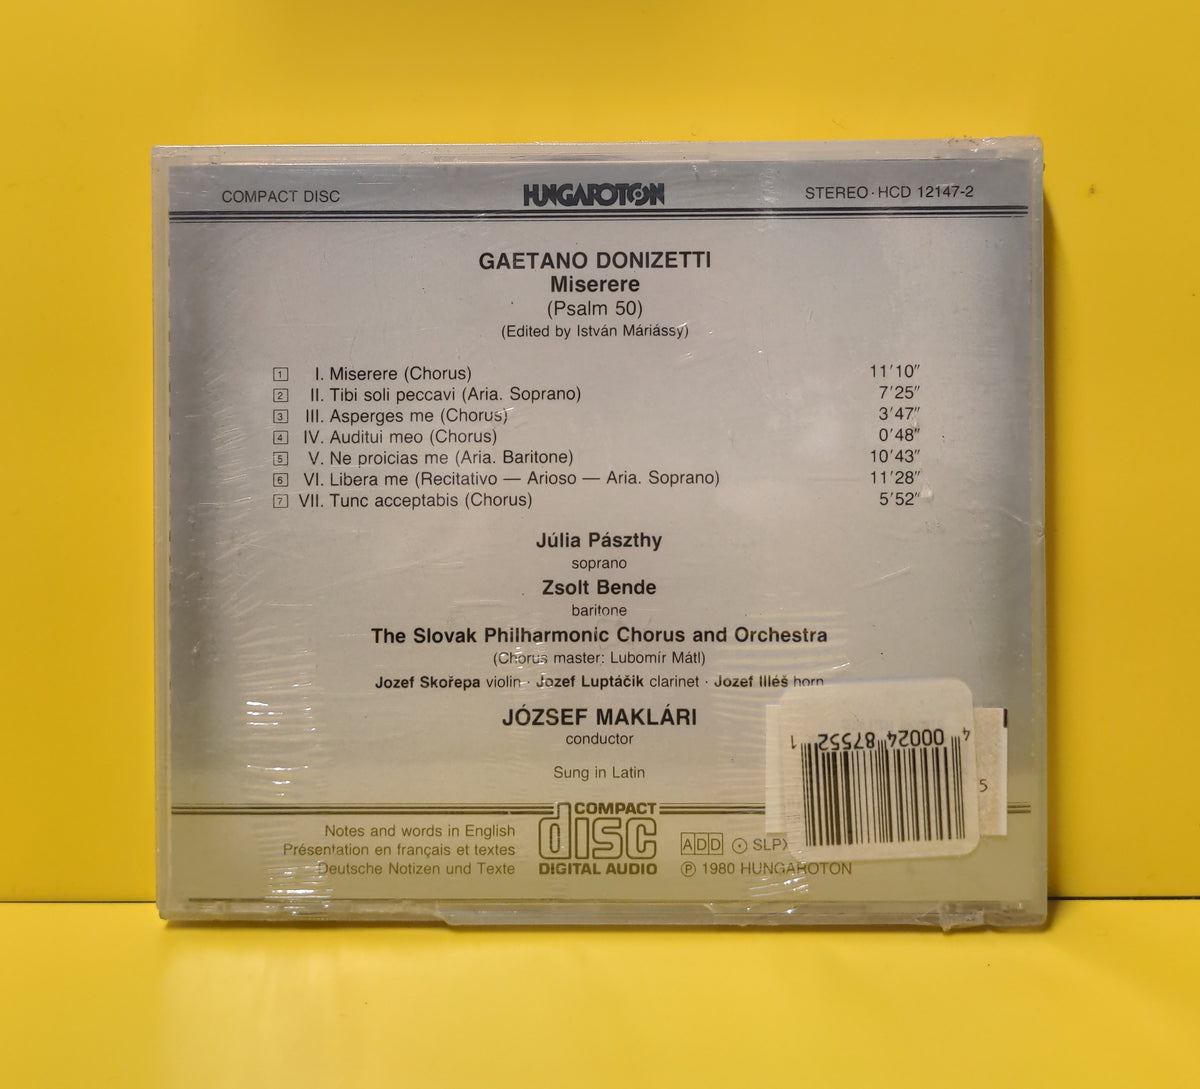 COMPACT DISC HUNGAROTON STEREO · HCD 12147-2
GAETANO DONIZETTI
Miserere
(Psalm 50)
(Edited by István Máriássy)
1 I. Miserere (Chorus) 11′10″
2 II. Tibi soli peccavi (Aria. Soprano) 7′25″
3 III. Asperges me (Chorus) 3′47″
4 IV. Auditui meo (Chorus) 0′48″
5 V. Ne proicias me (Aria. Baritone) 10′43″
6 VI. Libera me (Recitativo — Arioso — Aria. Soprano) 11′28″
7 VII. Tunc acceptabis (Chorus) 5′52″
Júlia Pászthy
soprano
Zsolt Bende
baritone
The Slovak Philharmonic Chorus and Orchestra
(Chorus master: Lubomír Mátl)
Jozef Skořepa violin · Jozef Luptáčik clarinet · Jozef Illéš horn
JÓZSEF MAKLÁRI
conductor
Sung in Latin
4 00024 87552 1
5
Notes and words in English
Présentation en français et textes
Deutsche Notizen und Texte
COMPACT
disc
DIGITAL AUDIO
ADD SLPX
℗ 1980 HUNGAROTON